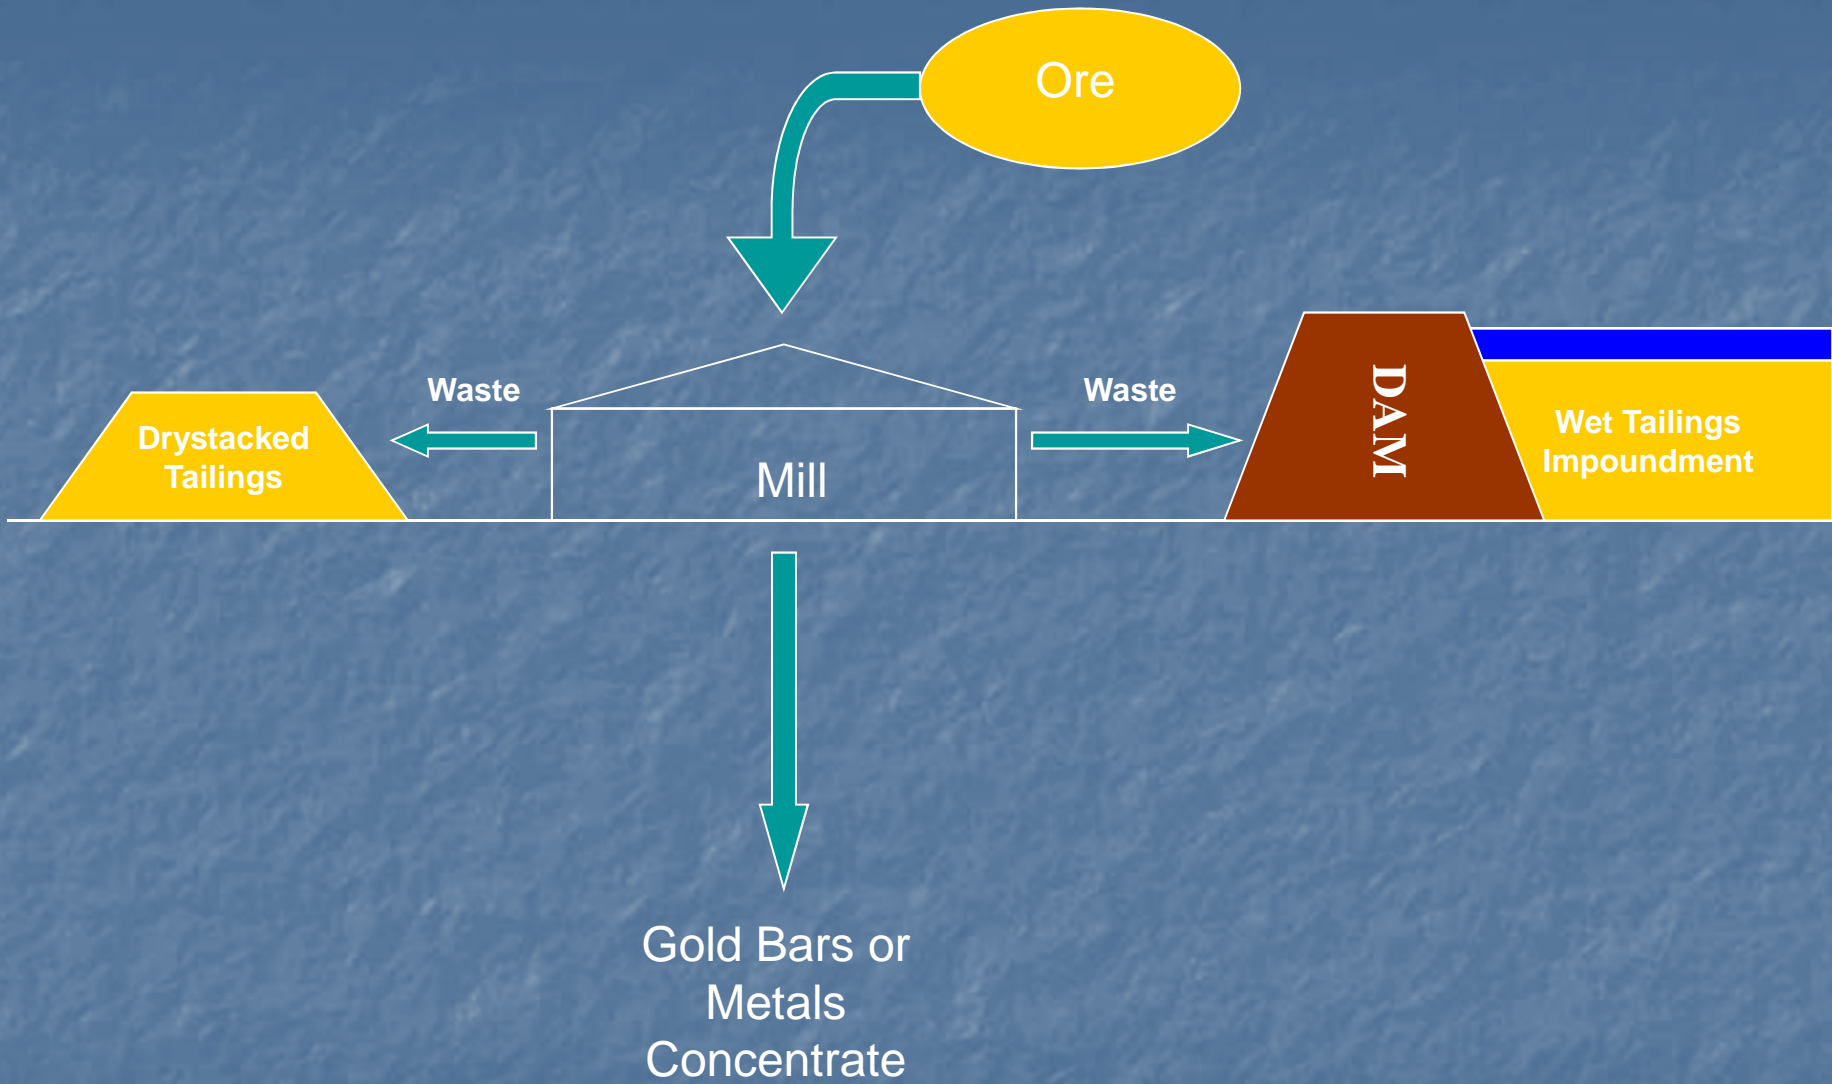 Ore
Waste
Waste
Drystacked
Tailings
Mill
DAM
Wet Tailings
Impoundment
Gold Bars or
Metals
Concentrate